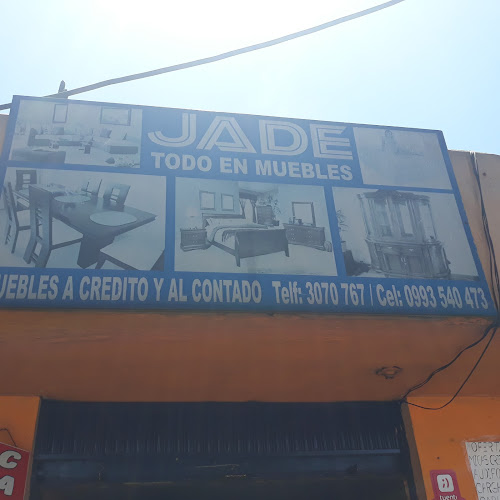 JADE
TODO EN MUEBLES
UEBLES A CREDITO Y AL CONTADO Telf: 3070 767 / Cel: 0993 540 473
C
A